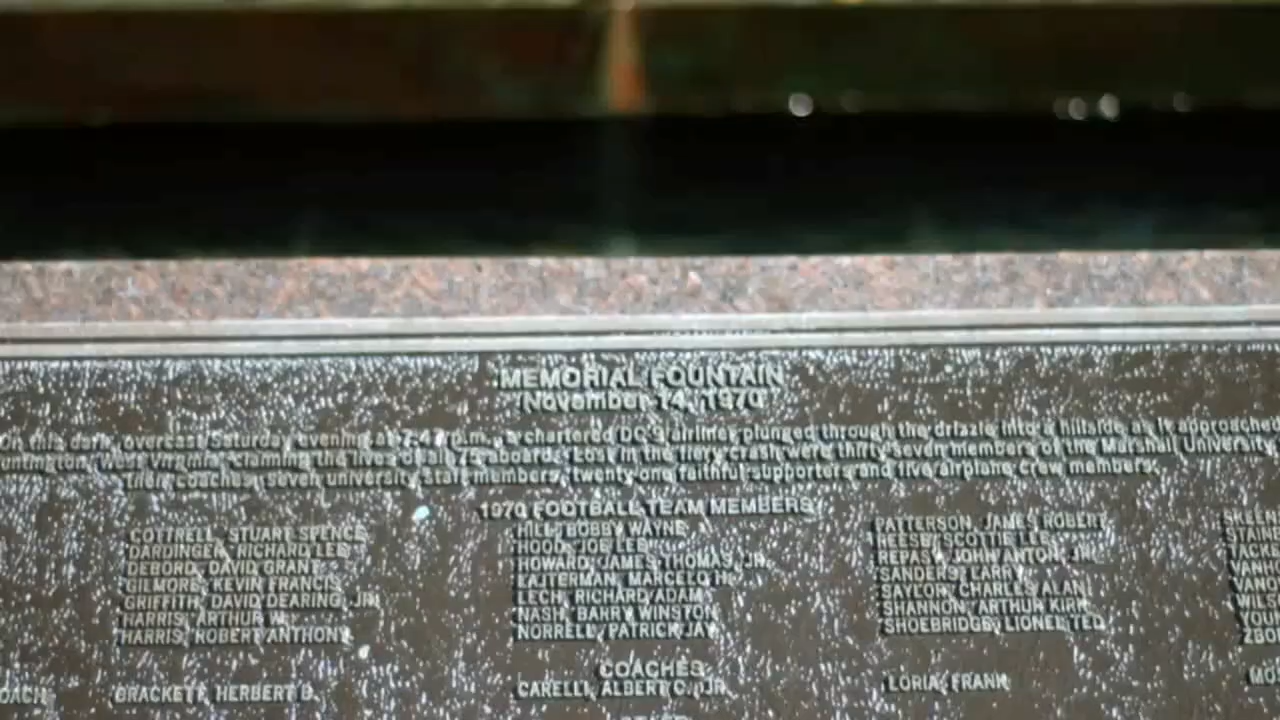 MEMORIAL FOUNTAIN
November 14, 1970
On this dark, overcast Saturday evening at 7:47 p.m., a chartered DC 9 airliner plunged through the drizzle into a hillside as it approached
West Virginia, claiming the lives of all 75 aboard. Lost in the fiery crash were thirty seven members of the Marshall University
their coaches, seven university staff members, twenty one faithful supporters and five airplane crew members.
1970 FOOTBALL TEAM MEMBERS
COTTRELL, STUART SPENCE HILL, BOBBY WAYNE PATTERSON, JAMES ROBERT
DARDINGER, RICHARD LEE HOOD, JOE LEE REESE, SCOTTIE LEE
DEBORD, DAVID GRANT HOWARD, JAMES THOMAS, JR. REPASY, JOHN ANTON, JR.
GILMORE, KEVIN FRANCIS LAJTERMAN, MARCELO H. SANDERS, LARRY
GRIFFITH, DAVID DEARING, JR. LECH, RICHARD ADAM SAYLOR, CHARLES ALAN
HARRIS, ARTHUR W. NASH, BARRY WINSTON SHANNON, ARTHUR KIRK
HARRIS, ROBERT ANTHONY NORRELL, PATRICK JAY SHOEBRIDGE, LIONEL TED
COACHES
BRACKETT, HERBERT D. CARELLI, ALBERT C., JR. LORIA, FRANK